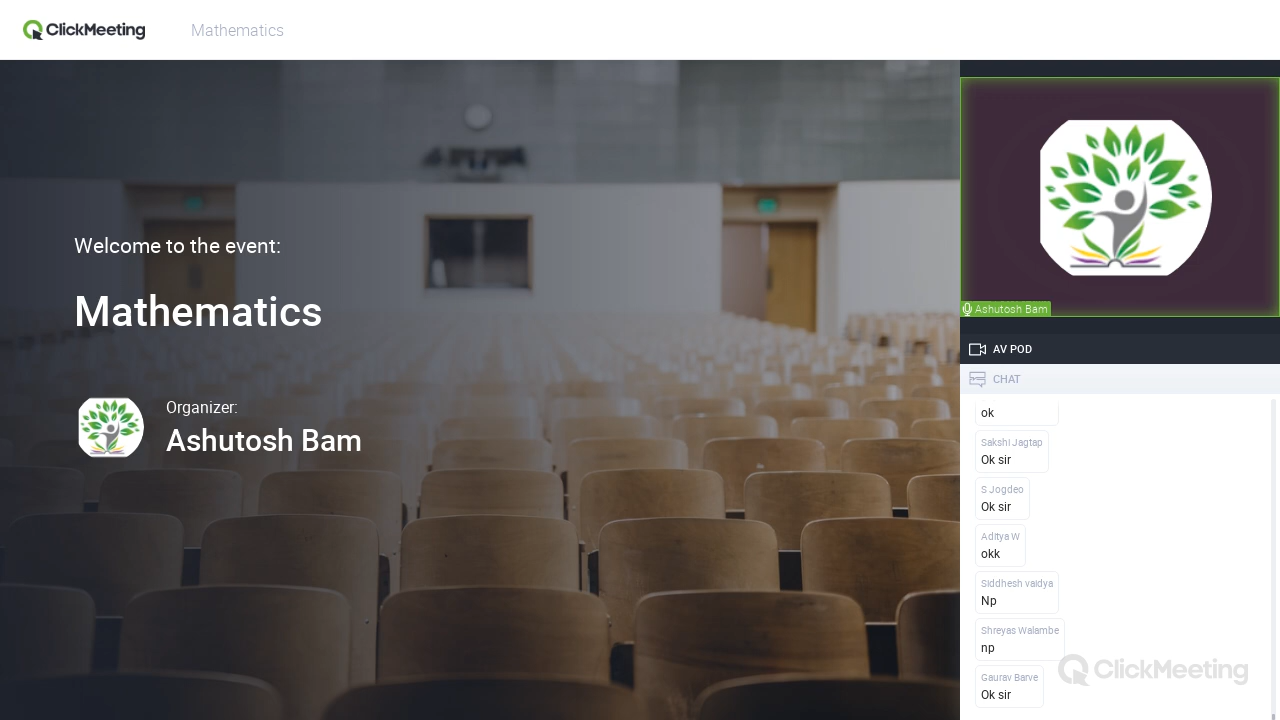 ClickMeeting
Mathematics
Welcome to the event:
Mathematics
Organizer:
Ashutosh Bam
Ashutosh Bam
AV POD
CHAT
ok
Sakshi Jagtap
Ok sir
S Jogdeo
Ok sir
Aditya W
okk
Siddhesh vaidya
Np
Shreyas Walambe
np
Gaurav Barve
Ok sir
ClickMeeting